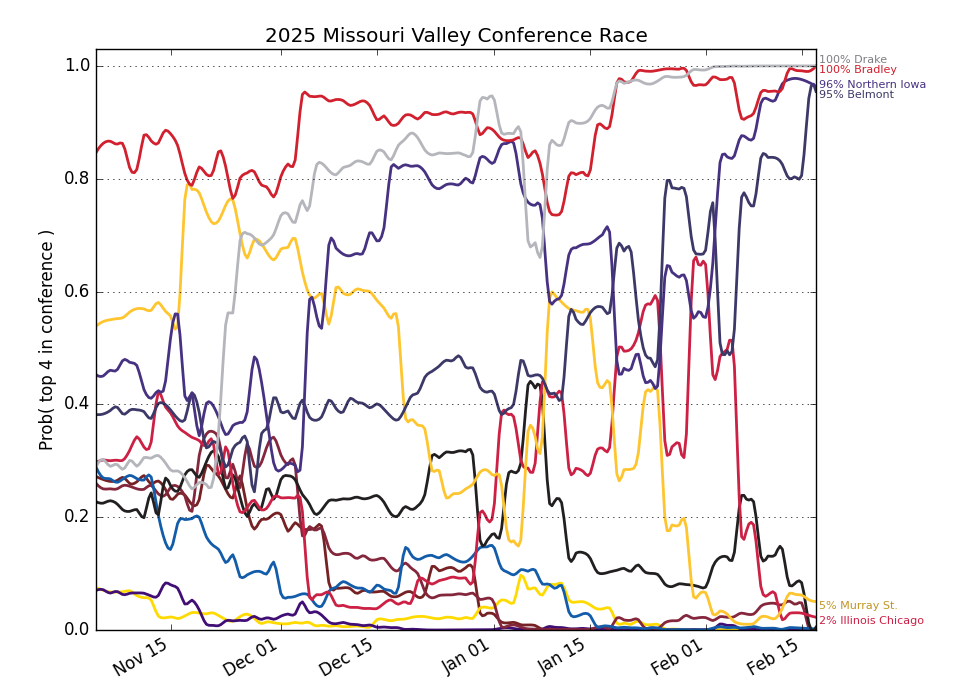 2025 Missouri Valley Conference Race
Prob( top 4 in conference )
1.0
0.8
0.6
0.4
0.2
0.0
Nov 15
Dec 01
Dec 15
Jan 01
Jan 15
Feb 01
Feb 15
100% Drake
100% Bradley
96% Northern Iowa
95% Belmont
5% Murray St.
2% Illinois Chicago